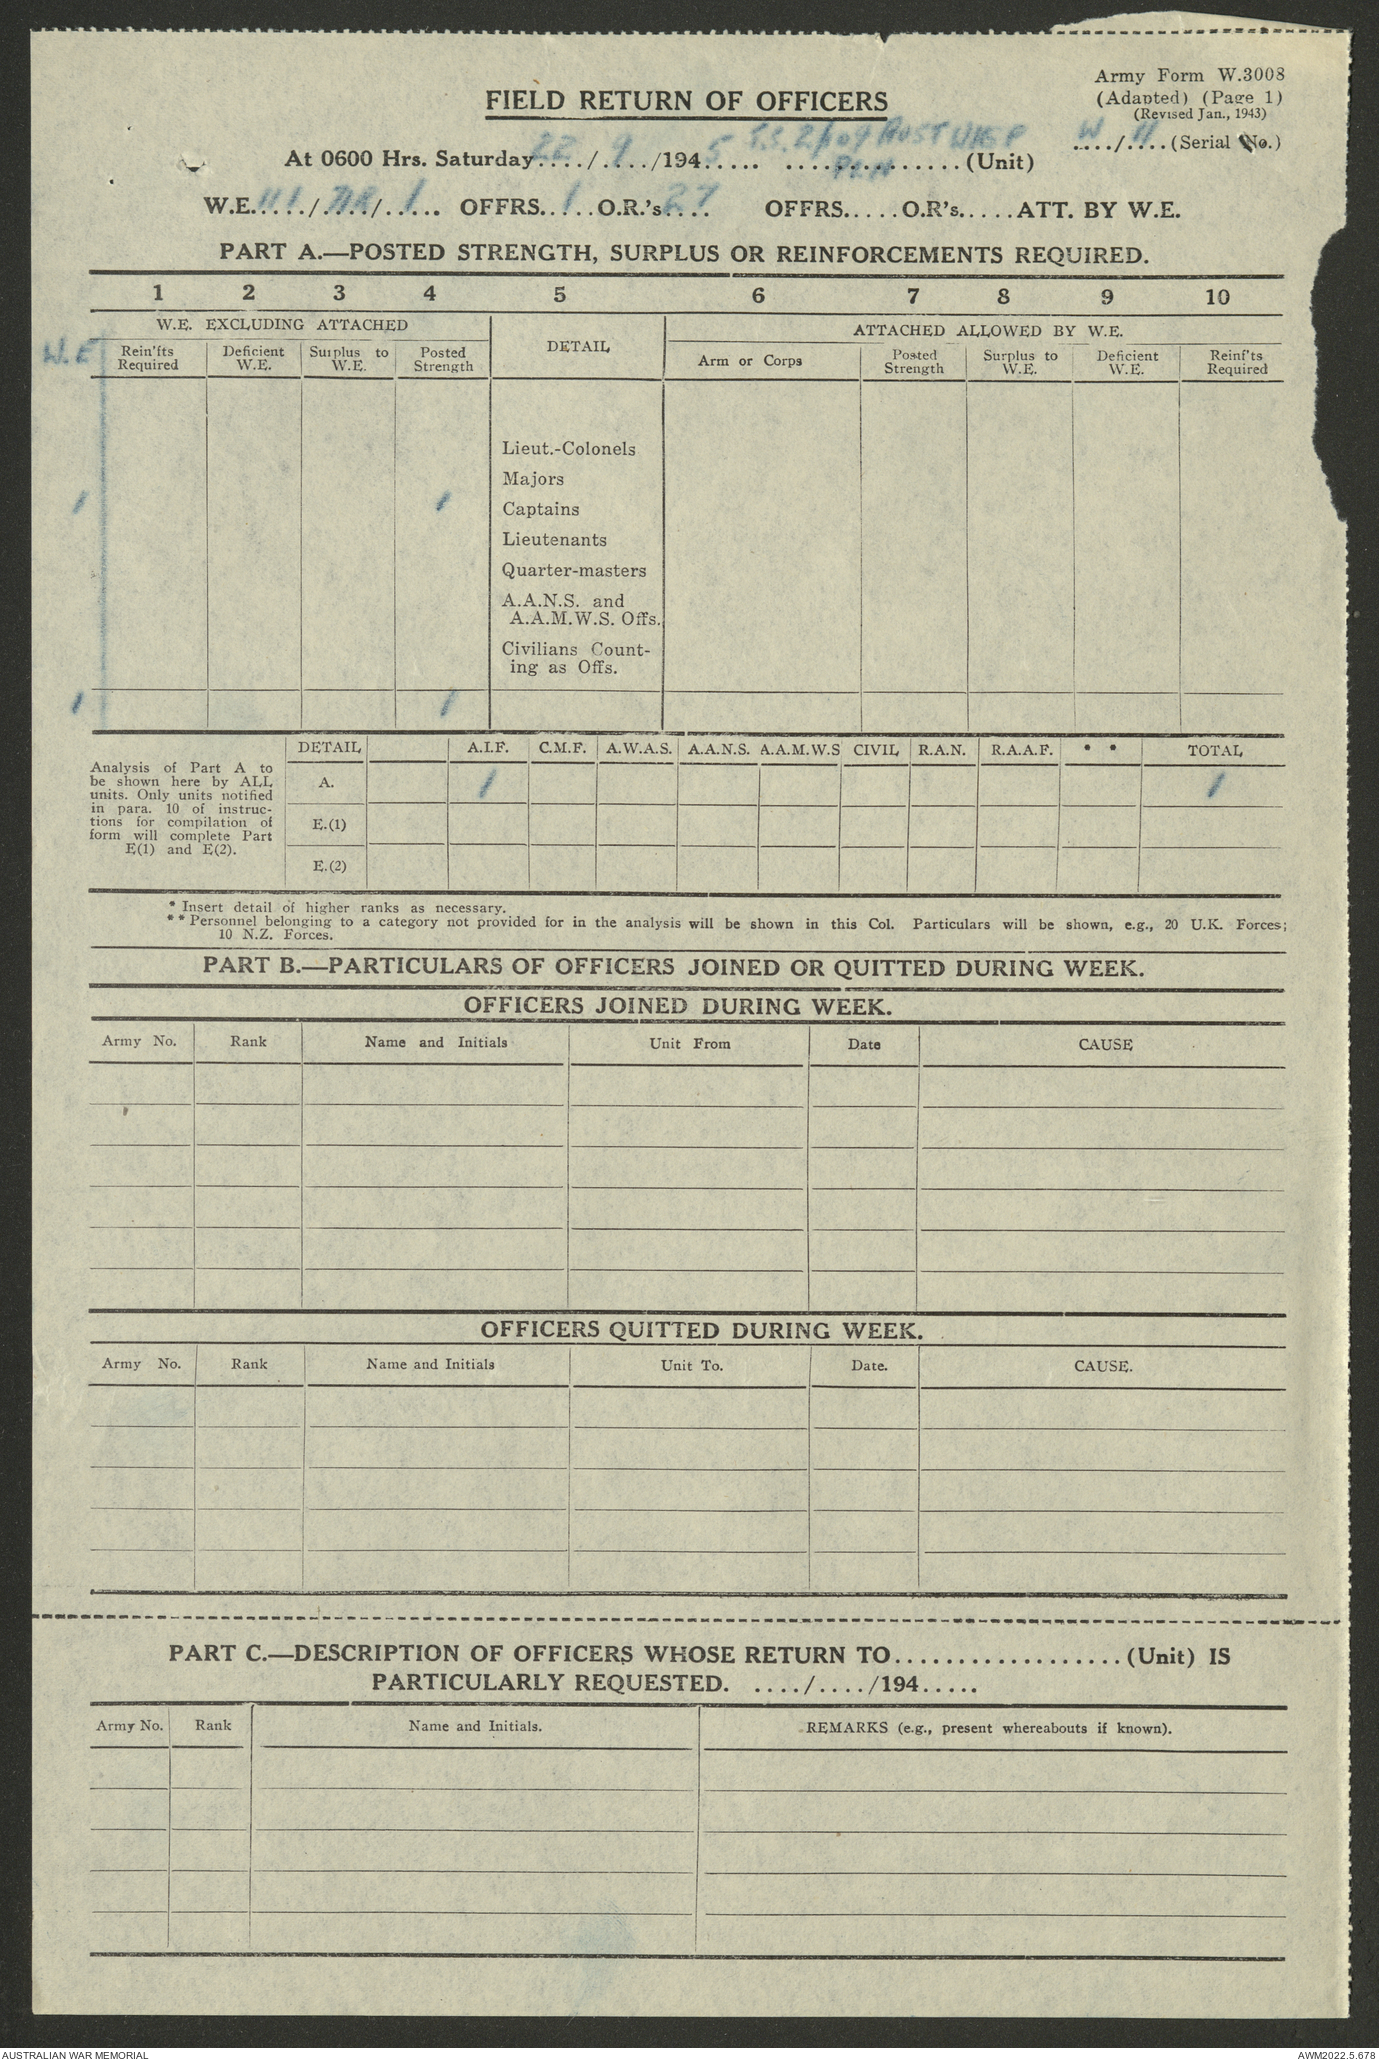 Army Form W.3008
FIELD RETURN OF OFFICERS
(Adapted) (Page 1)
(Revised Jan., 1943)
At 0600 Hrs. Saturday 22/9/1945..... S.S. 2/109 AUST WKSP (Unit)
W/11 (Serial No.)
W.E. 111/ /1 OFFRS. 1 O.R.'s 27 OFFRS.....O.R's.....ATT. BY W.E.
PART A.—POSTED STRENGTH, SURPLUS OR REINFORCEMENTS REQUIRED.
1 2 3 4 5 6 7 8 9 10
W.E. EXCLUDING ATTACHED DETAIL ATTACHED ALLOWED BY W.E.
W.E Rein'fts Required Deficient W.E. Surplus to W.E. Posted Strength Arm or Corps Posted Strength Surplus to W.E. Deficient W.E. Reinf'ts Required
Lieut.-Colonels
Majors
1 1 Captains
Lieutenants
Quarter-masters
A.A.N.S. and
A.A.M.W.S. Offs.
Civilians Count-
ing as Offs.
1 1
DETAIL A.I.F. C.M.F. A.W.A.S. A.A.N.S. A.A.M.W.S CIVIL R.A.N. R.A.A.F. * * TOTAL
Analysis of Part A to
be shown here by ALL
units. Only units notified
in para. 10 of instruc-
tions for compilation of
form will complete Part
E(1) and E(2).
A. 1 1
E.(1)
E.(2)
* Insert detail of higher ranks as necessary.
** Personnel belonging to a category not provided for in the analysis will be shown in this Col. Particulars will be shown, e.g., 20 U.K. Forces;
10 N.Z. Forces.
PART B.—PARTICULARS OF OFFICERS JOINED OR QUITTED DURING WEEK.
OFFICERS JOINED DURING WEEK.
Army No. Rank Name and Initials Unit From Date CAUSE
OFFICERS QUITTED DURING WEEK.
Army No. Rank Name and Initials Unit To. Date. CAUSE.
PART C.—DESCRIPTION OF OFFICERS WHOSE RETURN TO..................(Unit) IS
PARTICULARLY REQUESTED. ..../..../194.....
Army No. Rank Name and Initials. REMARKS (e.g., present whereabouts if known).
AUSTRALIAN WAR MEMORIAL AWM2022.5.678